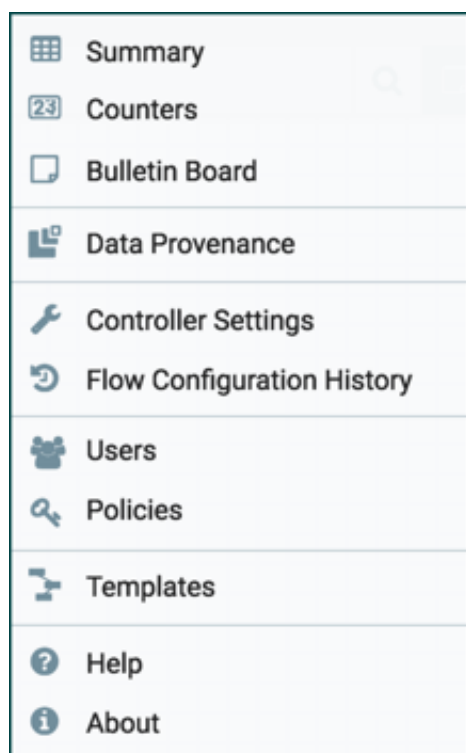 Summary
23 Counters
Bulletin Board
Data Provenance
Controller Settings
Flow Configuration History
Users
Policies
Templates
? Help
i About